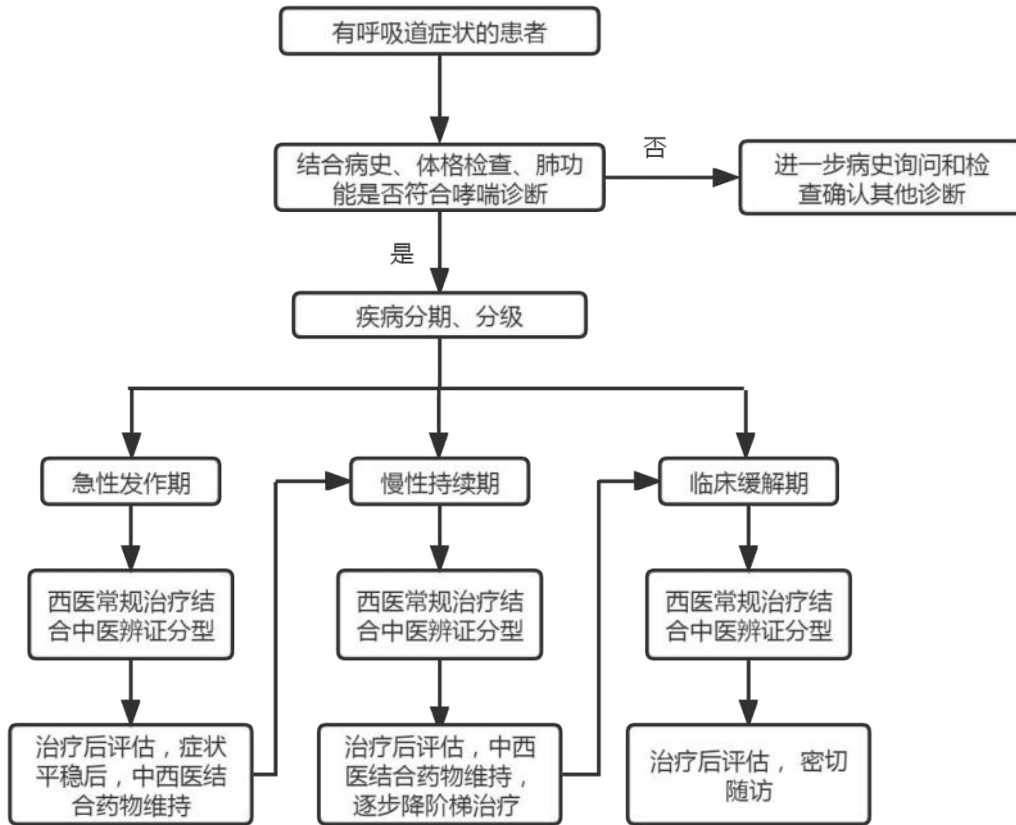 有呼吸道症状的患者
结合病史、体格检查、肺功
能是否符合哮喘诊断
否
进一步病史询问和检
查确认其他诊断
是
疾病分期、分级
急性发作期
慢性持续期
临床缓解期
西医常规治疗结
合中医辨证分型
西医常规治疗结
合中医辨证分型
西医常规治疗结
合中医辨证分型
治疗后评估，症状
平稳后，中西医结
合药物维持
治疗后评估，中西
医结合药物维持，
逐步降阶梯治疗
治疗后评估， 密切
随访